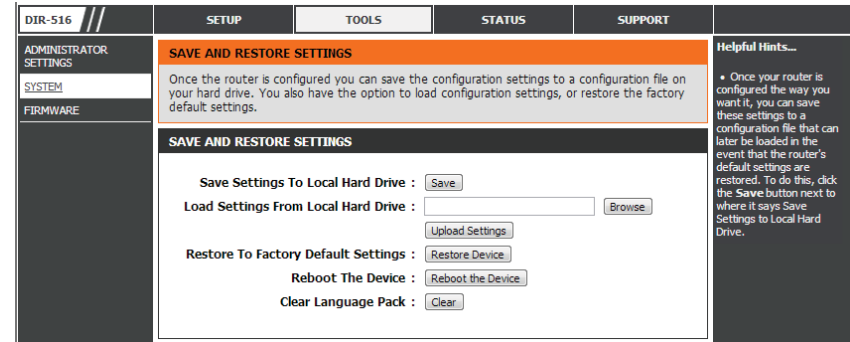 DIR-516
SETUP
TOOLS
STATUS
SUPPORT
ADMINISTRATOR
SETTINGS
SYSTEM
FIRMWARE
SAVE AND RESTORE SETTINGS
Once the router is configured you can save the configuration settings to a configuration file on
your hard drive. You also have the option to load configuration settings, or restore the factory
default settings.
SAVE AND RESTORE SETTINGS
Save Settings To Local Hard Drive : Save
Load Settings From Local Hard Drive : Browse
Upload Settings
Restore To Factory Default Settings : Restore Device
Reboot The Device : Reboot the Device
Clear Language Pack : Clear
Helpful Hints...
• Once your router is
configured the way you
want it, you can save
these settings to a
configuration file that can
later be loaded in the
event that the router's
default settings are
restored. To do this, click
the Save button next to
where it says Save
Settings to Local Hard
Drive.